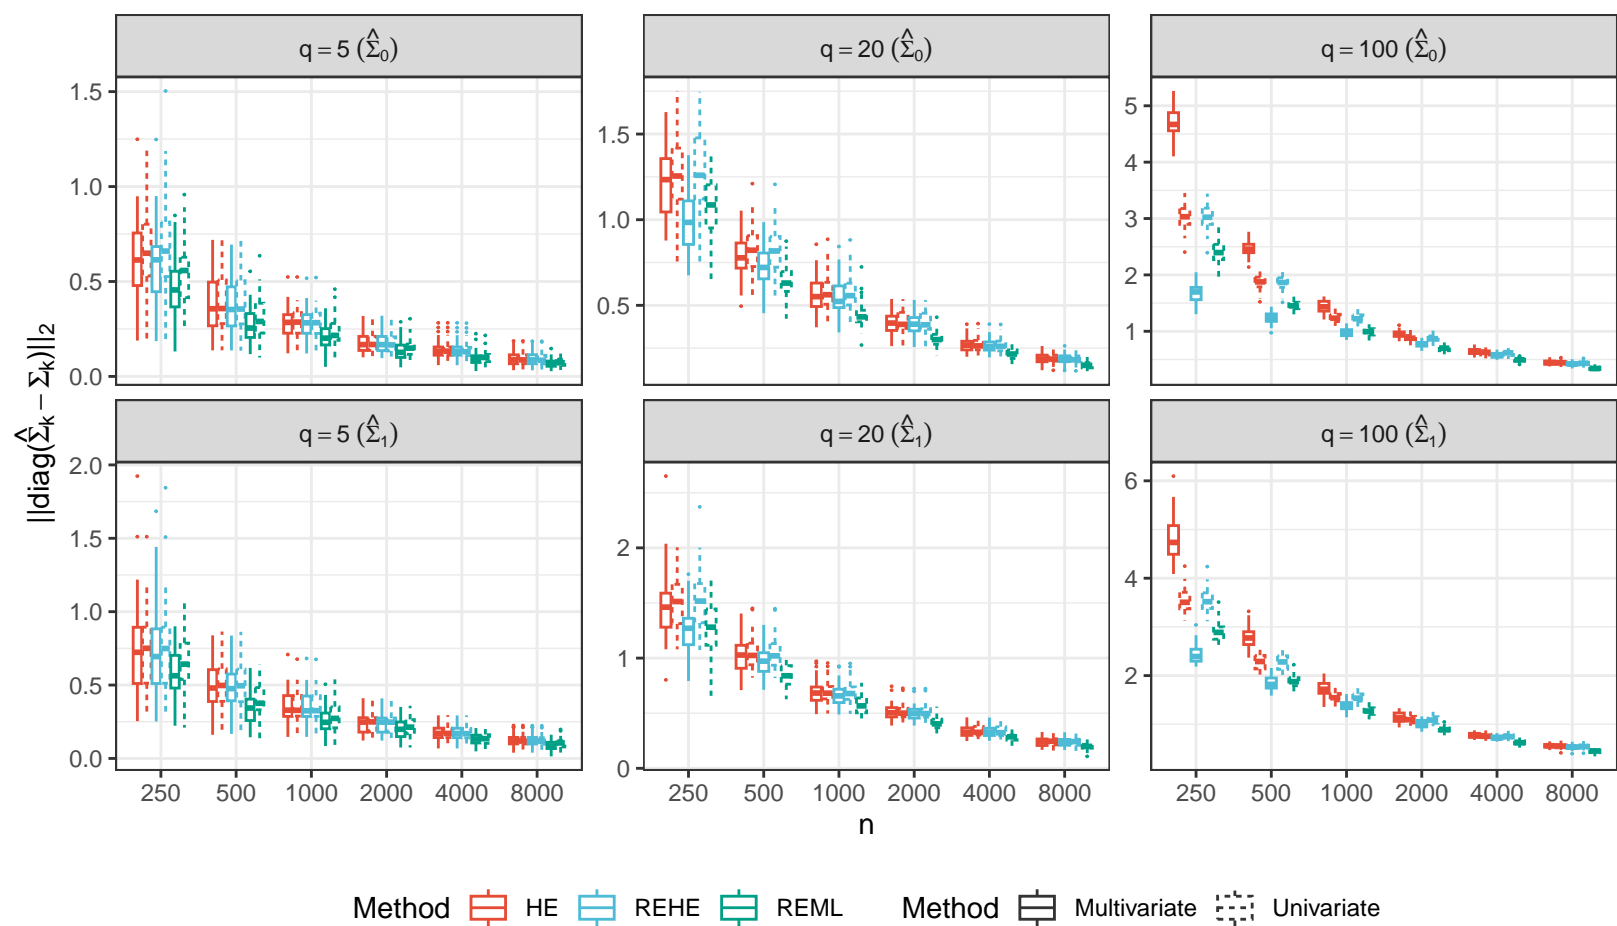 q = 5 (Σ̂₀)
q = 20 (Σ̂₀)
q = 100 (Σ̂₀)
1.5
1.0
0.5
0.0
1.5
1.0
0.5
5
4
3
2
1
||diag(Σ̂ₖ − Σₖ)||₂
q = 5 (Σ̂₁)
q = 20 (Σ̂₁)
q = 100 (Σ̂₁)
2.0
1.5
1.0
0.5
0.0
2
1
0
6
4
2
250 500 1000 2000 4000 8000
250 500 1000 2000 4000 8000
250 500 1000 2000 4000 8000
n
Method HE REHE REML Method Multivariate Univariate